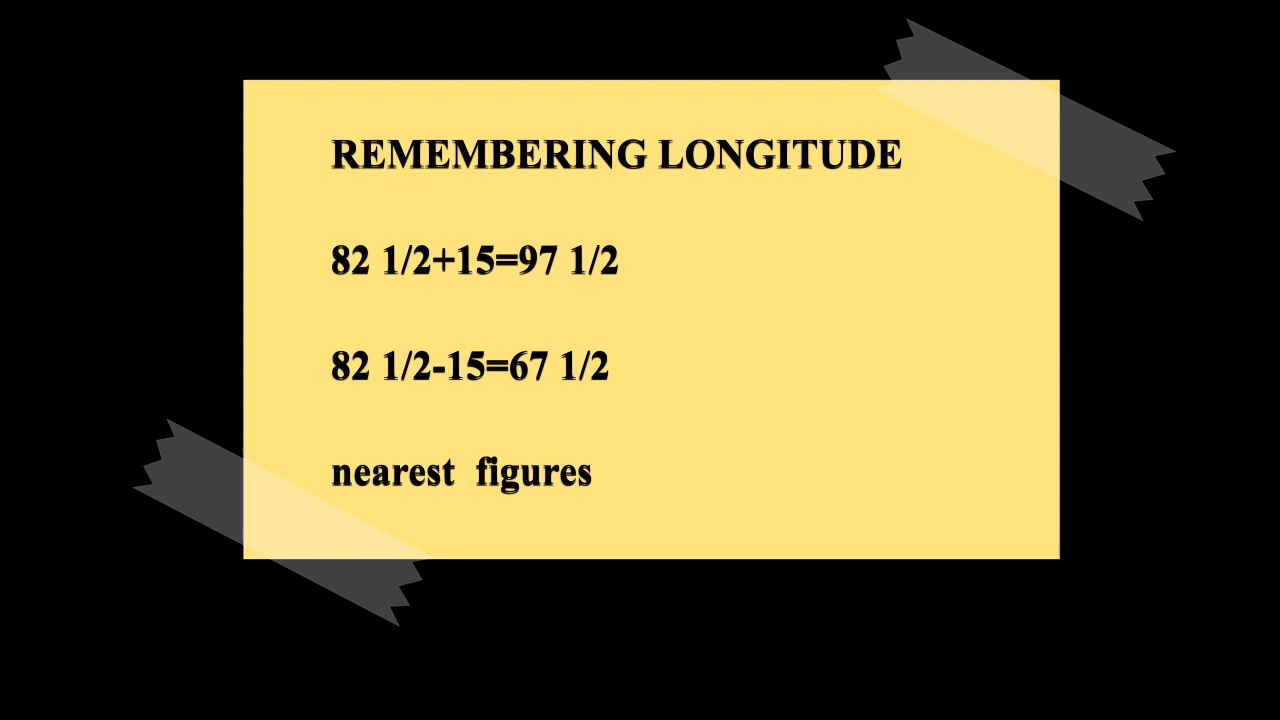 REMEMBERING LONGITUDE
82 1/2+15=97 1/2
82 1/2-15=67 1/2
nearest figures